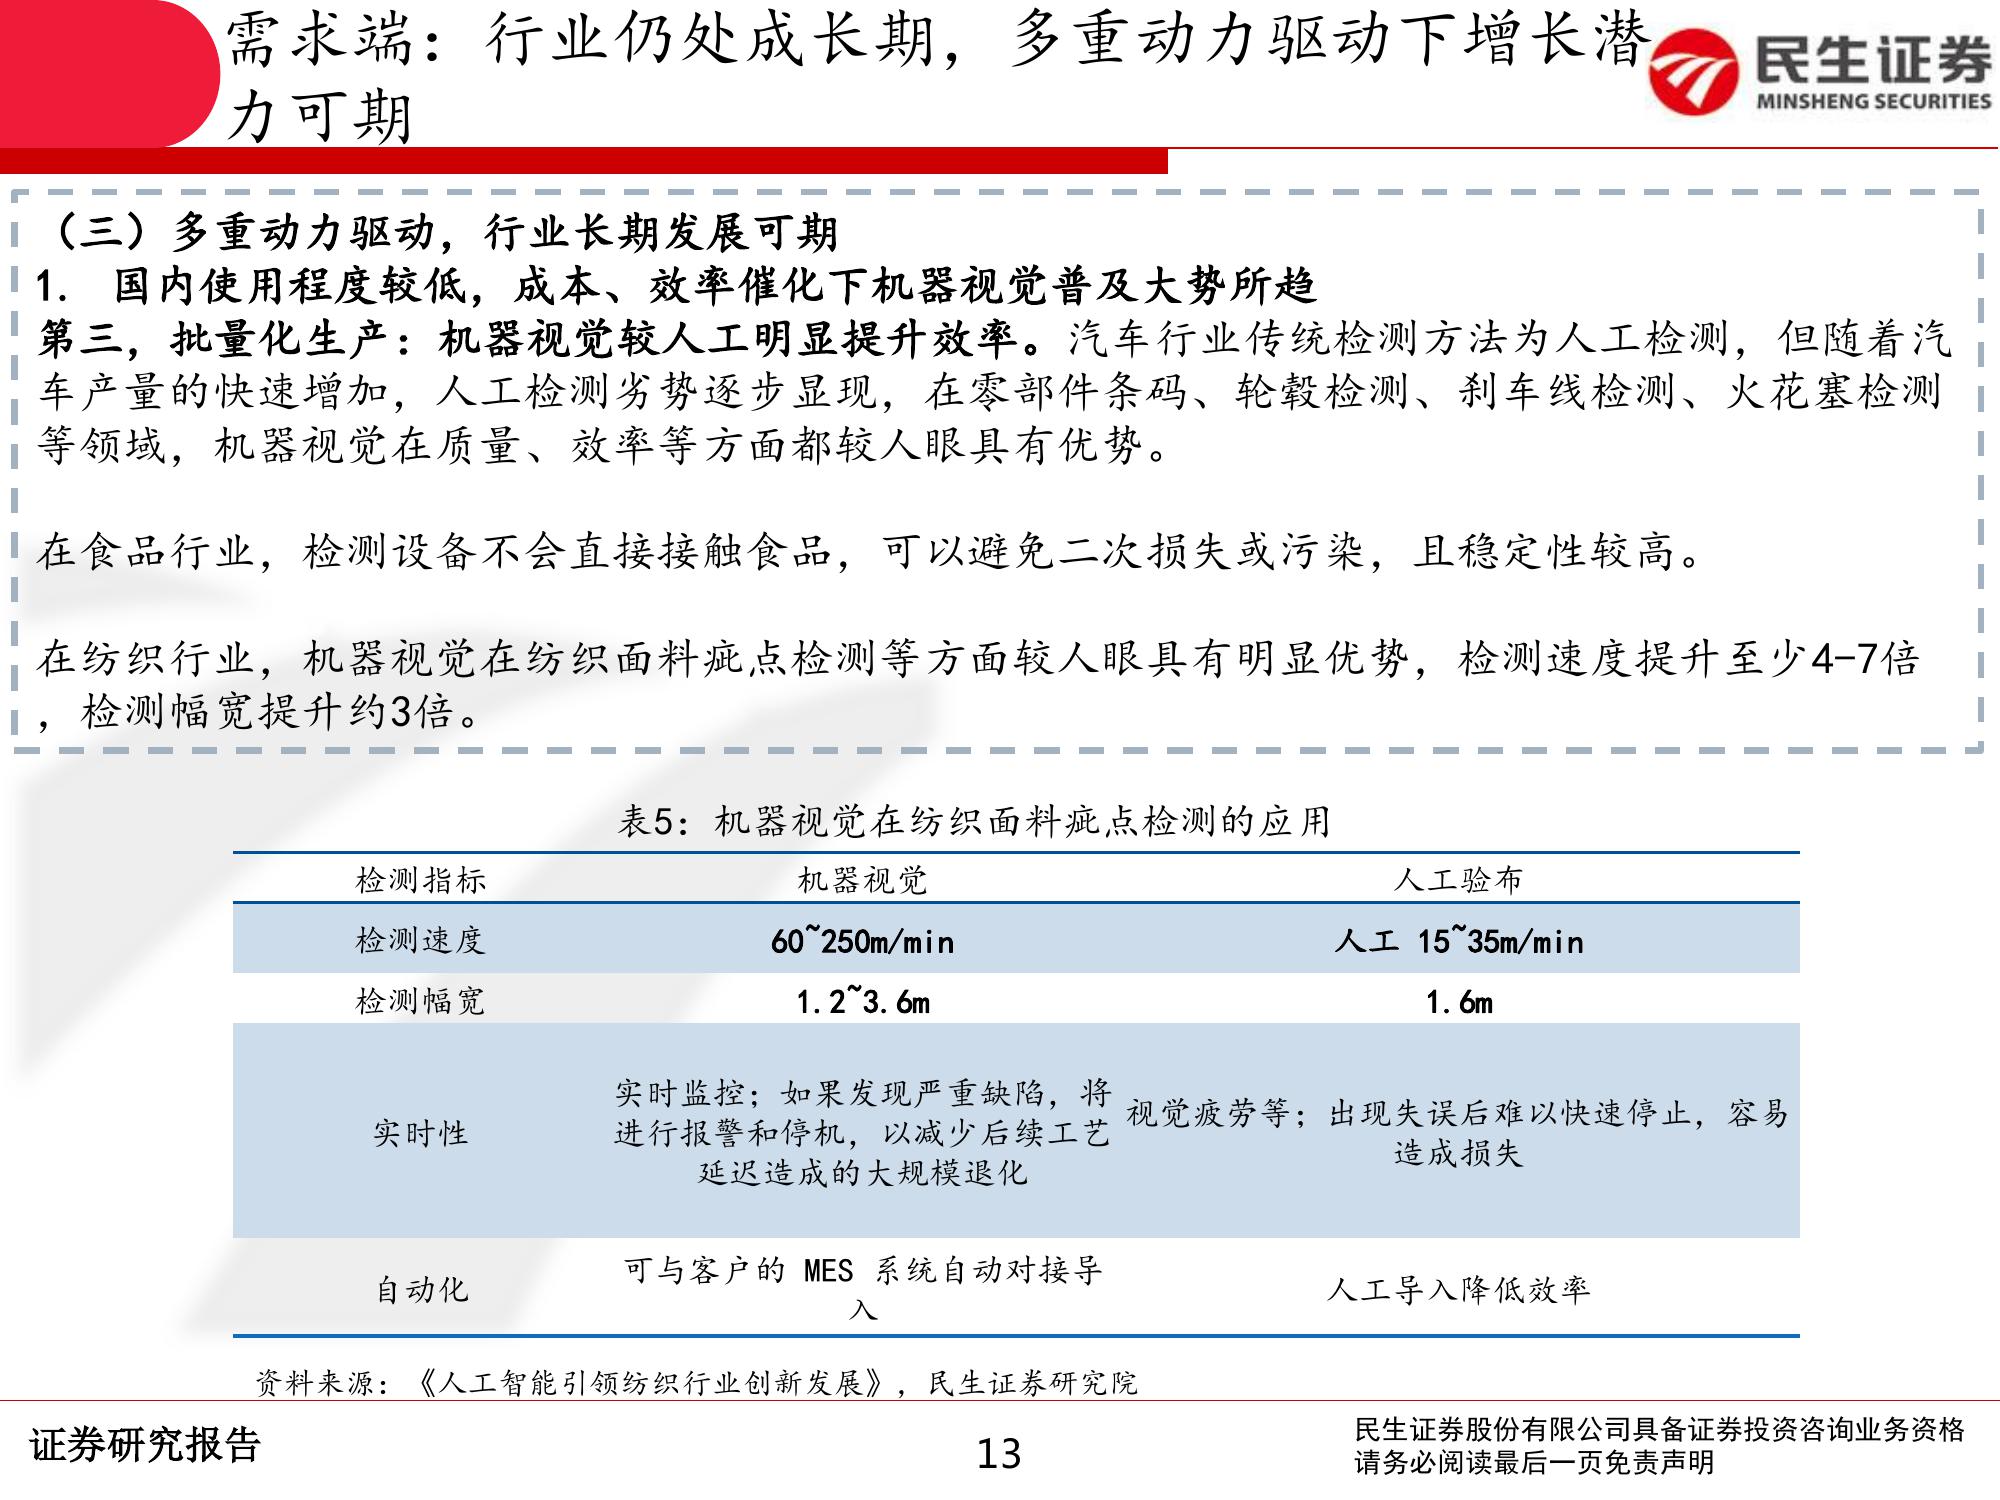 需求端：行业仍处成长期，多重动力驱动下增长潜
力可期
民生证券
MINSHENG SECURITIES
（三）多重动力驱动，行业长期发展可期
1. 国内使用程度较低，成本、效率催化下机器视觉普及大势所趋
第三，批量化生产：机器视觉较人工明显提升效率。汽车行业传统检测方法为人工检测，但随着汽
车产量的快速增加，人工检测劣势逐步显现，在零部件条码、轮毂检测、刹车线检测、火花塞检测
等领域，机器视觉在质量、效率等方面都较人眼具有优势。
在食品行业，检测设备不会直接接触食品，可以避免二次损失或污染，且稳定性较高。
在纺织行业，机器视觉在纺织面料疵点检测等方面较人眼具有明显优势，检测速度提升至少4-7倍
，检测幅宽提升约3倍。
表5：机器视觉在纺织面料疵点检测的应用
检测指标 机器视觉 人工验布
检测速度 60~250m/min 人工 15~35m/min
检测幅宽 1.2~3.6m 1.6m
实时性
实时监控；如果发现严重缺陷，将
进行报警和停机，以减少后续工艺
延迟造成的大规模退化
视觉疲劳等；出现失误后难以快速停止，容易
造成损失
自动化
可与客户的 MES 系统自动对接导
入
人工导入降低效率
资料来源：《人工智能引领纺织行业创新发展》，民生证券研究院
证券研究报告
13
民生证券股份有限公司具备证券投资咨询业务资格
请务必阅读最后一页免责声明